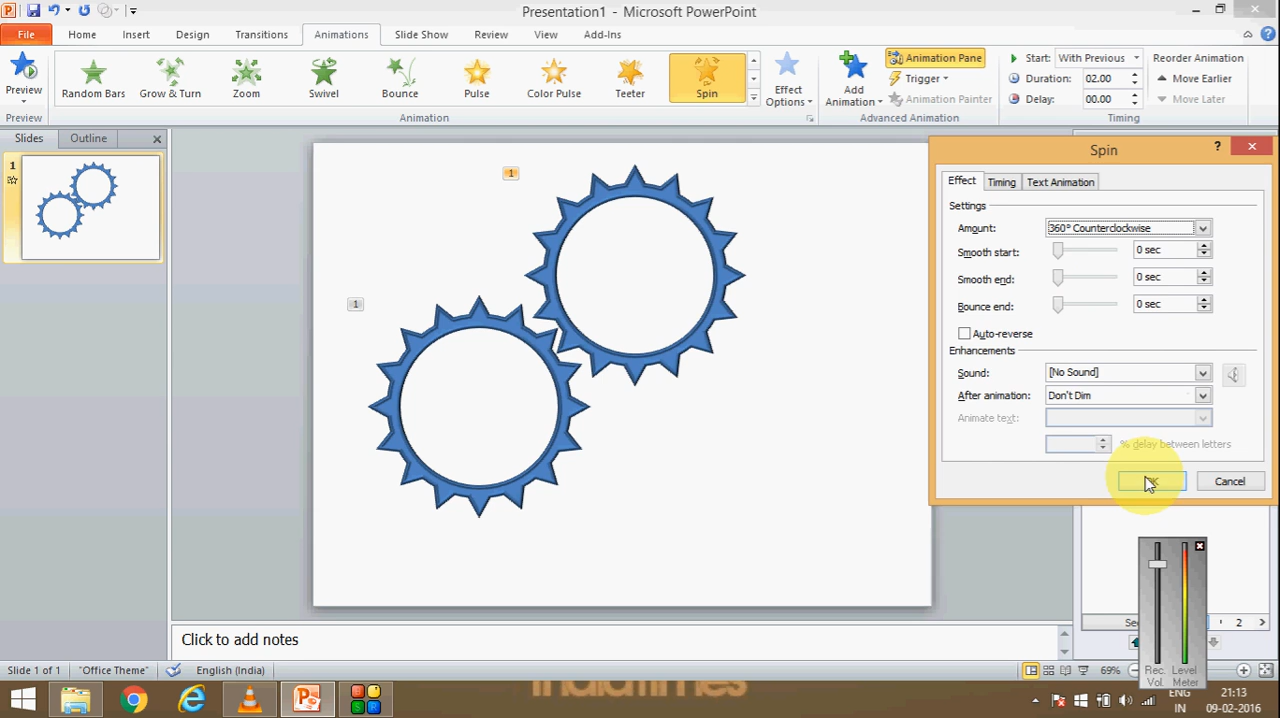 Presentation1 - Microsoft PowerPoint
File Home Insert Design Transitions Animations Slide Show Review View Add-Ins
Preview
Random Bars Grow & Turn Zoom Swivel Bounce Pulse Color Pulse Teeter Spin
Effect Options
Add Animation
Animation Pane
Trigger
Animation Painter
Start: With Previous
Duration: 02.00
Delay: 00.00
Reorder Animation
Move Earlier
Move Later
Preview Animation Advanced Animation Timing
Slides Outline
1
1
1
Spin
Effect Timing Text Animation
Settings
Amount: 360° Counterclockwise
Smooth start: 0 sec
Smooth end: 0 sec
Bounce end: 0 sec
Auto-reverse
Enhancements
Sound: [No Sound]
After animation: Don't Dim
Animate text:
% delay between letters
OK Cancel
2
Click to add notes
Rec. Vol
Level Meter
Slide 1 of 1 "Office Theme" English (India) 69%
indiatimes
ENG
IN
21:13
09-02-2016